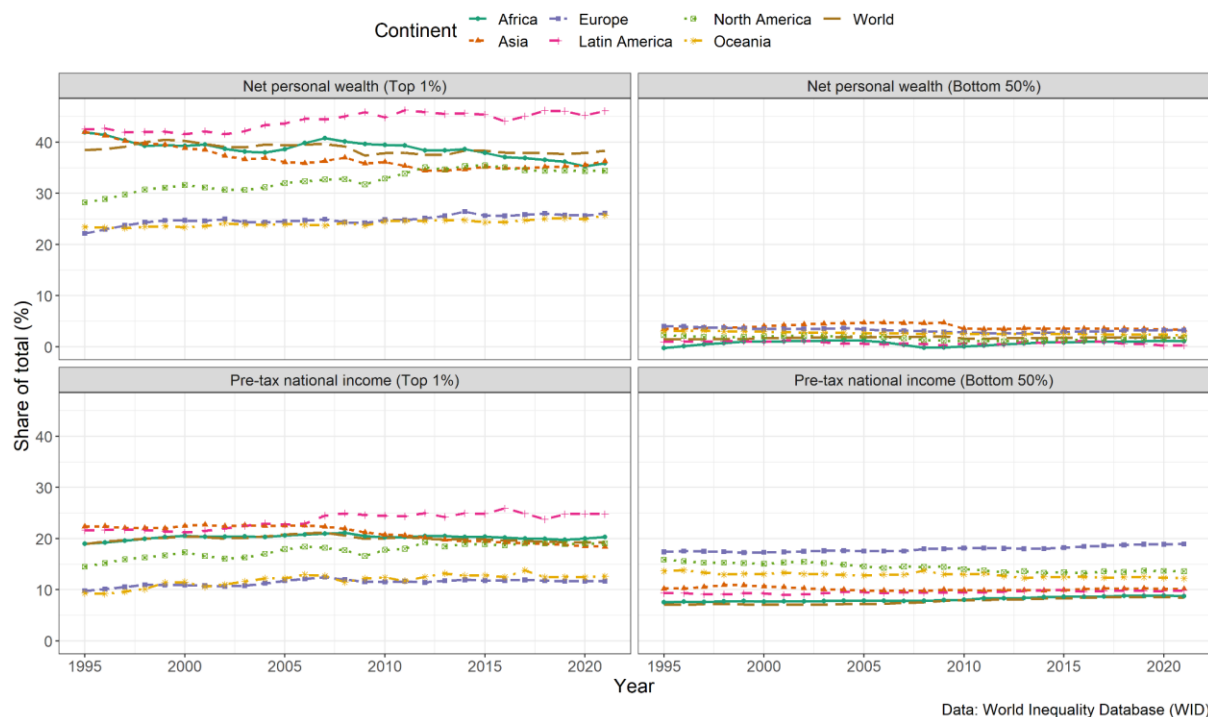 Continent
Africa Europe North America World
Asia Latin America Oceania
Net personal wealth (Top 1%) Net personal wealth (Bottom 50%)
40
30
20
10
0
Pre-tax national income (Top 1%) Pre-tax national income (Bottom 50%)
40
30
20
10
0
Share of total (%)
1995 2000 2005 2010 2015 2020 1995 2000 2005 2010 2015 2020
Year
Data: World Inequality Database (WID)